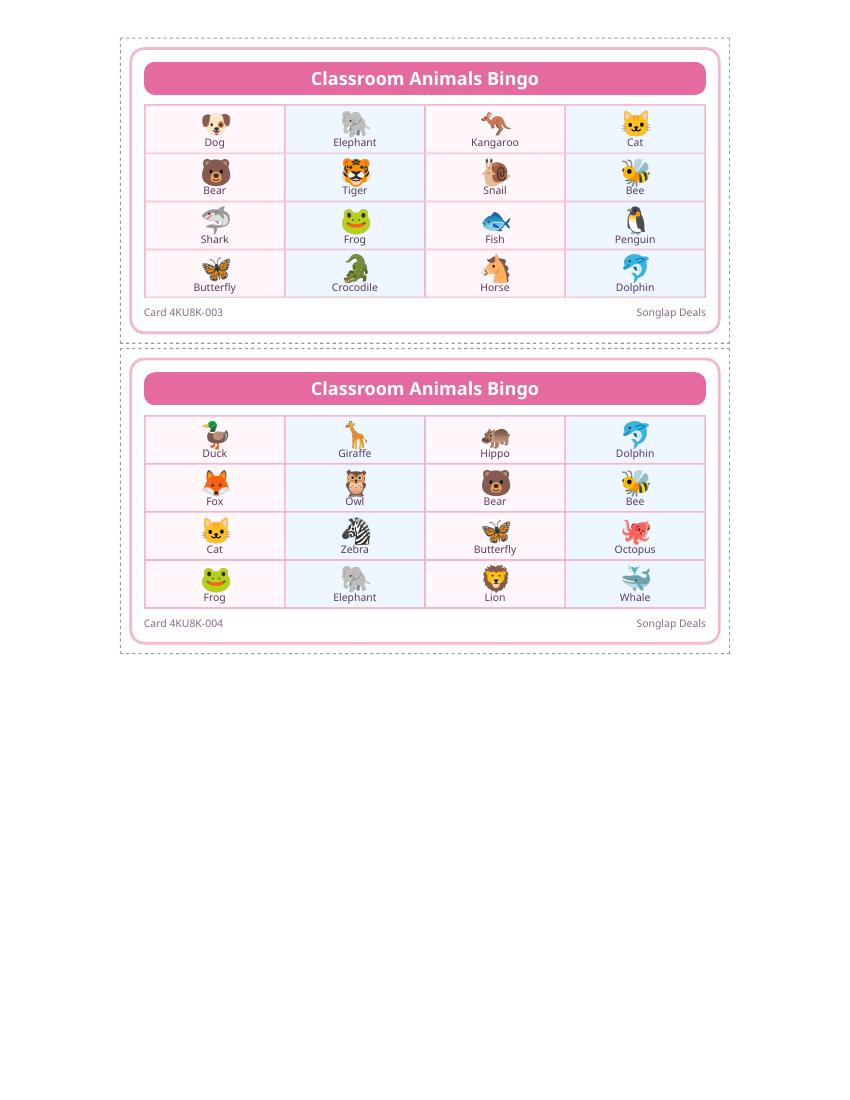 Classroom Animals Bingo
Dog Elephant Kangaroo Cat
Bear Tiger Snail Bee
Shark Frog Fish Penguin
Butterfly Crocodile Horse Dolphin
Card 4KU8K-003 Songlap Deals
Classroom Animals Bingo
Duck Giraffe Hippo Dolphin
Fox Owl Bear Bee
Cat Zebra Butterfly Octopus
Frog Elephant Lion Whale
Card 4KU8K-004 Songlap Deals